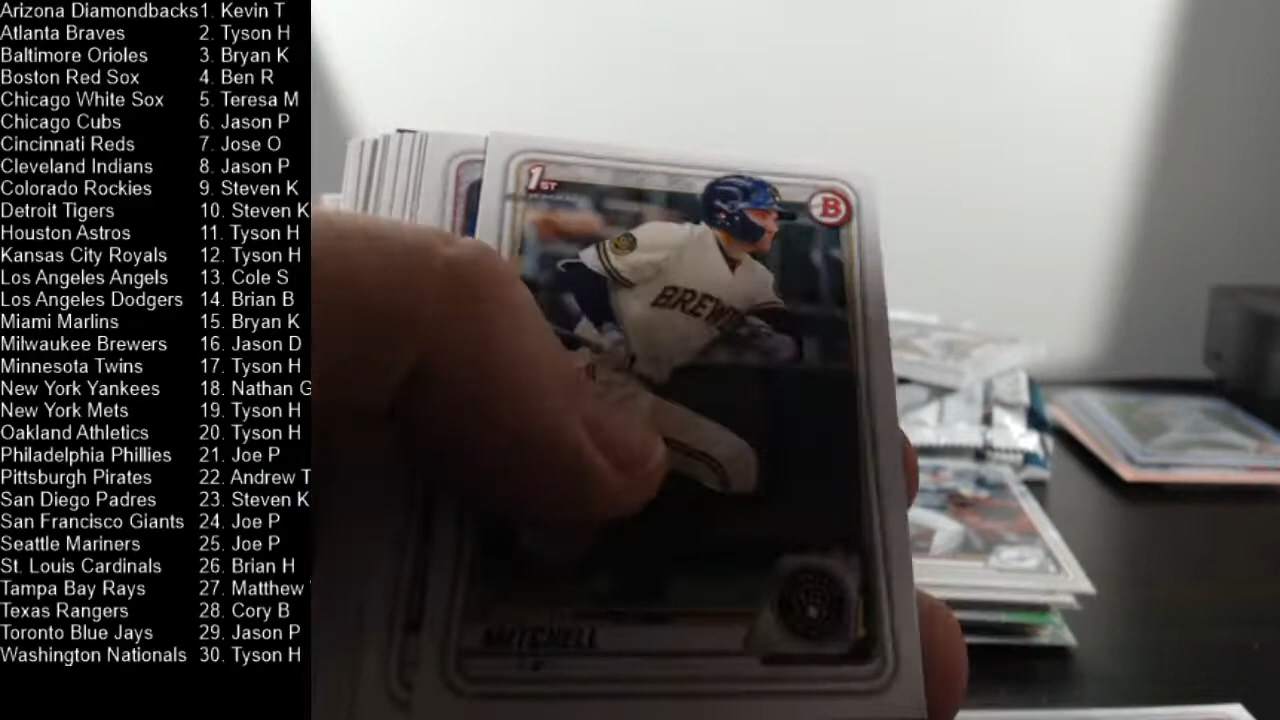 Arizona Diamondbacks 1. Kevin T
Atlanta Braves 2. Tyson H
Baltimore Orioles 3. Bryan K
Boston Red Sox 4. Ben R
Chicago White Sox 5. Teresa M
Chicago Cubs 6. Jason P
Cincinnati Reds 7. Jose O
Cleveland Indians 8. Jason P
Colorado Rockies 9. Steven K
Detroit Tigers 10. Steven K
Houston Astros 11. Tyson H
Kansas City Royals 12. Tyson H
Los Angeles Angels 13. Cole S
Los Angeles Dodgers 14. Brian B
Miami Marlins 15. Bryan K
Milwaukee Brewers 16. Jason D
Minnesota Twins 17. Tyson H
New York Yankees 18. Nathan G
New York Mets 19. Tyson H
Oakland Athletics 20. Tyson H
Philadelphia Phillies 21. Joe P
Pittsburgh Pirates 22. Andrew T
San Diego Padres 23. Steven K
San Francisco Giants 24. Joe P
Seattle Mariners 25. Joe P
St. Louis Cardinals 26. Brian H
Tampa Bay Rays 27. Matthew
Texas Rangers 28. Cory B
Toronto Blue Jays 29. Jason P
Washington Nationals 30. Tyson H
1ST
B
BREW
MITCHELL